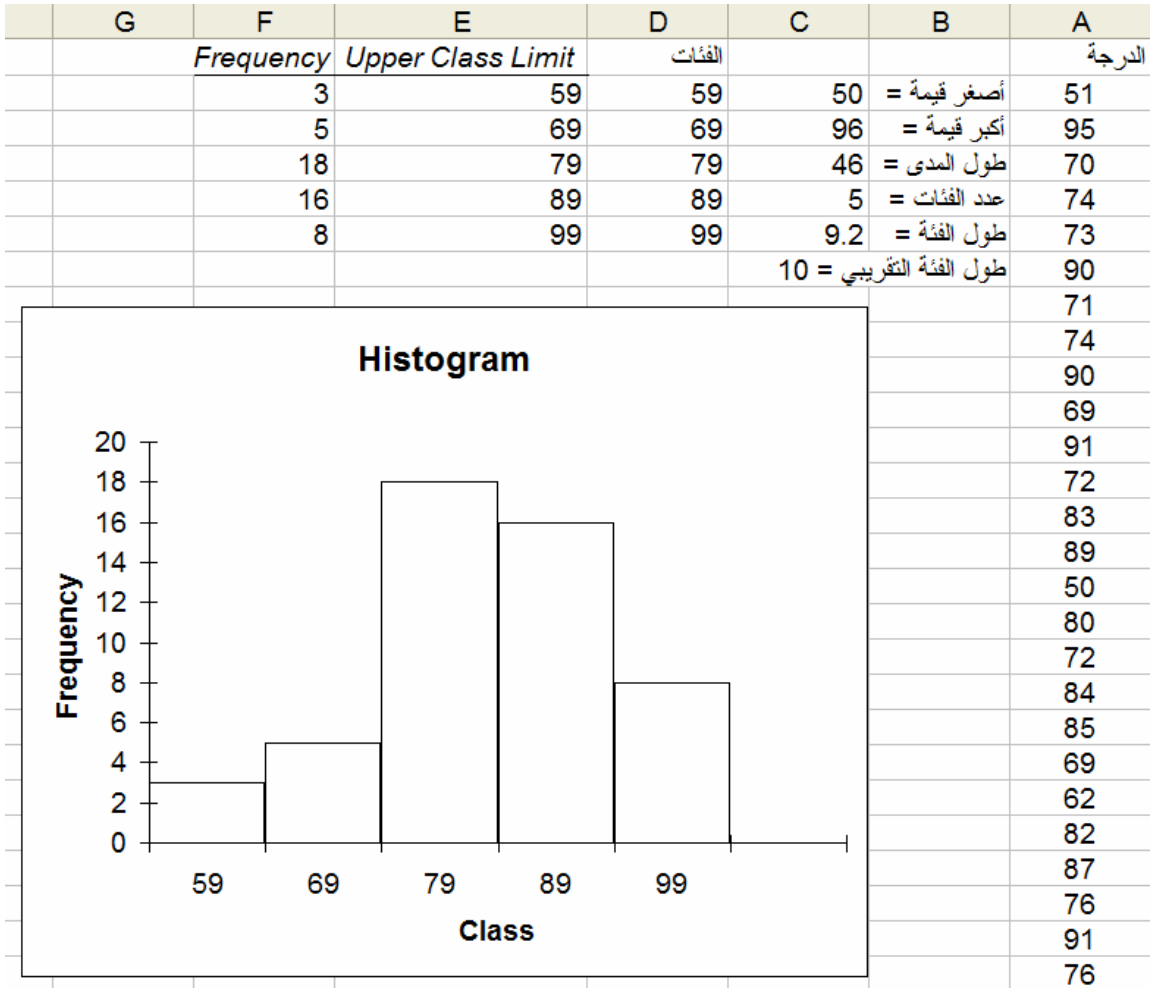 A B C D E F G
الدرجة الفئات Upper Class Limit Frequency
51 أصغر قيمة = 50 59 59 3
95 أكبر قيمة = 96 69 69 5
70 طول المدى = 46 79 79 18
74 عدد الفئات = 5 89 89 16
73 طول الفئة = 9.2 99 99 8
90 طول الفئة التقريبي = 10
71
74
90
69
91
72
83
89
50
80
72
84
85
69
62
82
87
76
91
76
Histogram
Frequency
20
18
16
14
12
10
8
6
4
2
0
59 69 79 89 99
Class